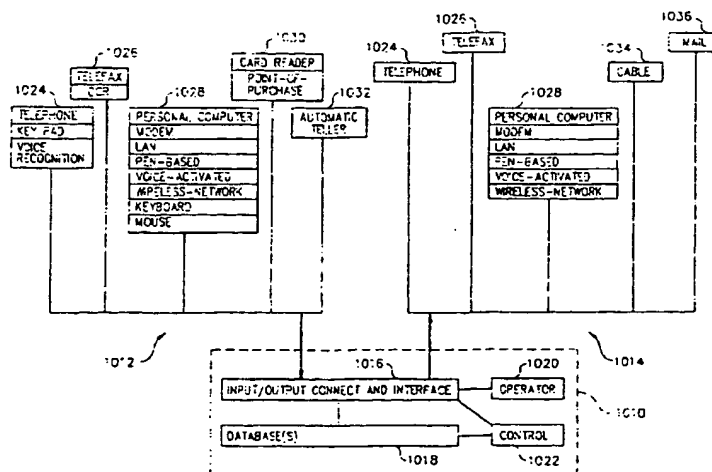 1030
1026
1036
1026
CARD READER
1024
TELEFAX
MAIL
1034
TELEFAX
1028
POINT-OF-
PURCHASE
TELEPHONE
CABLE
1024
OCR
1032
1028
TELEPHONE
PERSONAL COMPUTER
AUTOMATIC
TELLER
PERSONAL COMPUTER
KEY PAD
MODEM
MODEM
VOICE
RECOGNITION
LAN
LAN
PEN-BASED
PEN-BASED
VOICE-ACTIVATED
VOICE-ACTIVATED
WIRELESS-NETWORK
WIRELESS-NETWORK
KEYBOARD
MOUSE
1012
1014
1016
1020
INPUT/OUTPUT CONNECT AND INTERFACE
OPERATOR
1010
DATABASE(S)
CONTROL
1018
1022